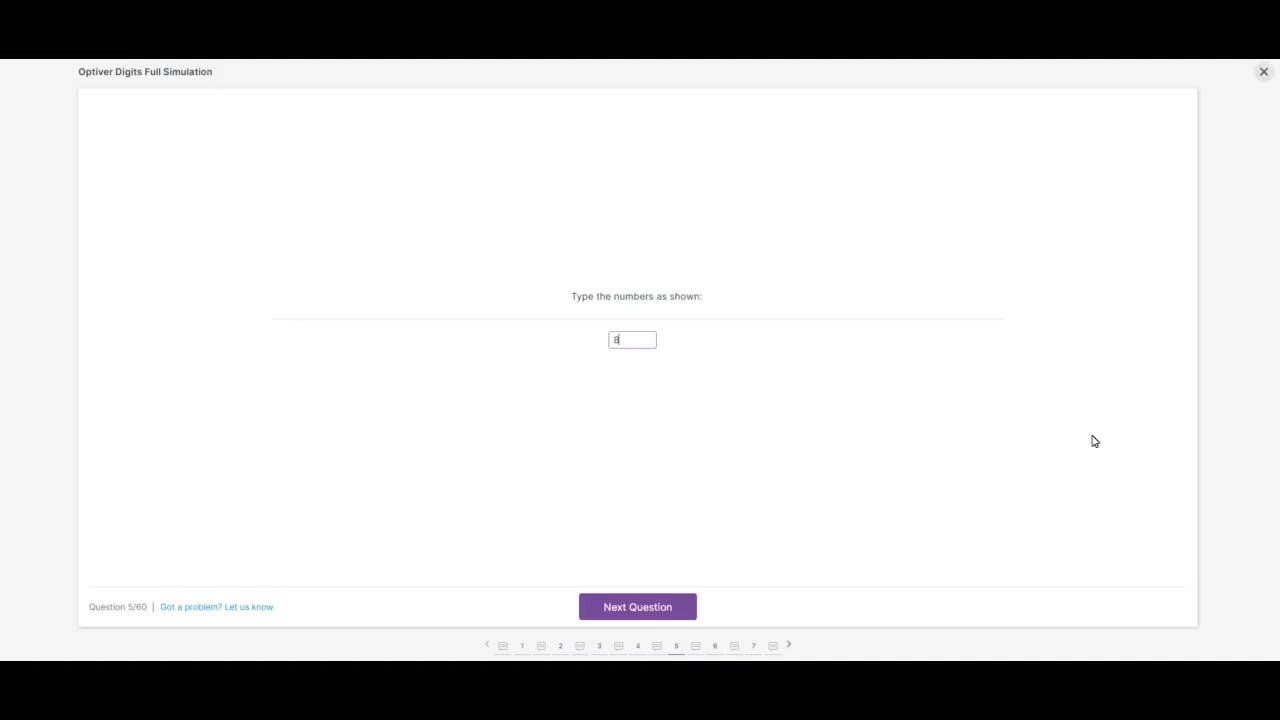 Optiver Digits Full Simulation
Type the numbers as shown:
8
Question 5/60 | Got a problem? Let us know
Next Question
1 2 3 4 5 6 7